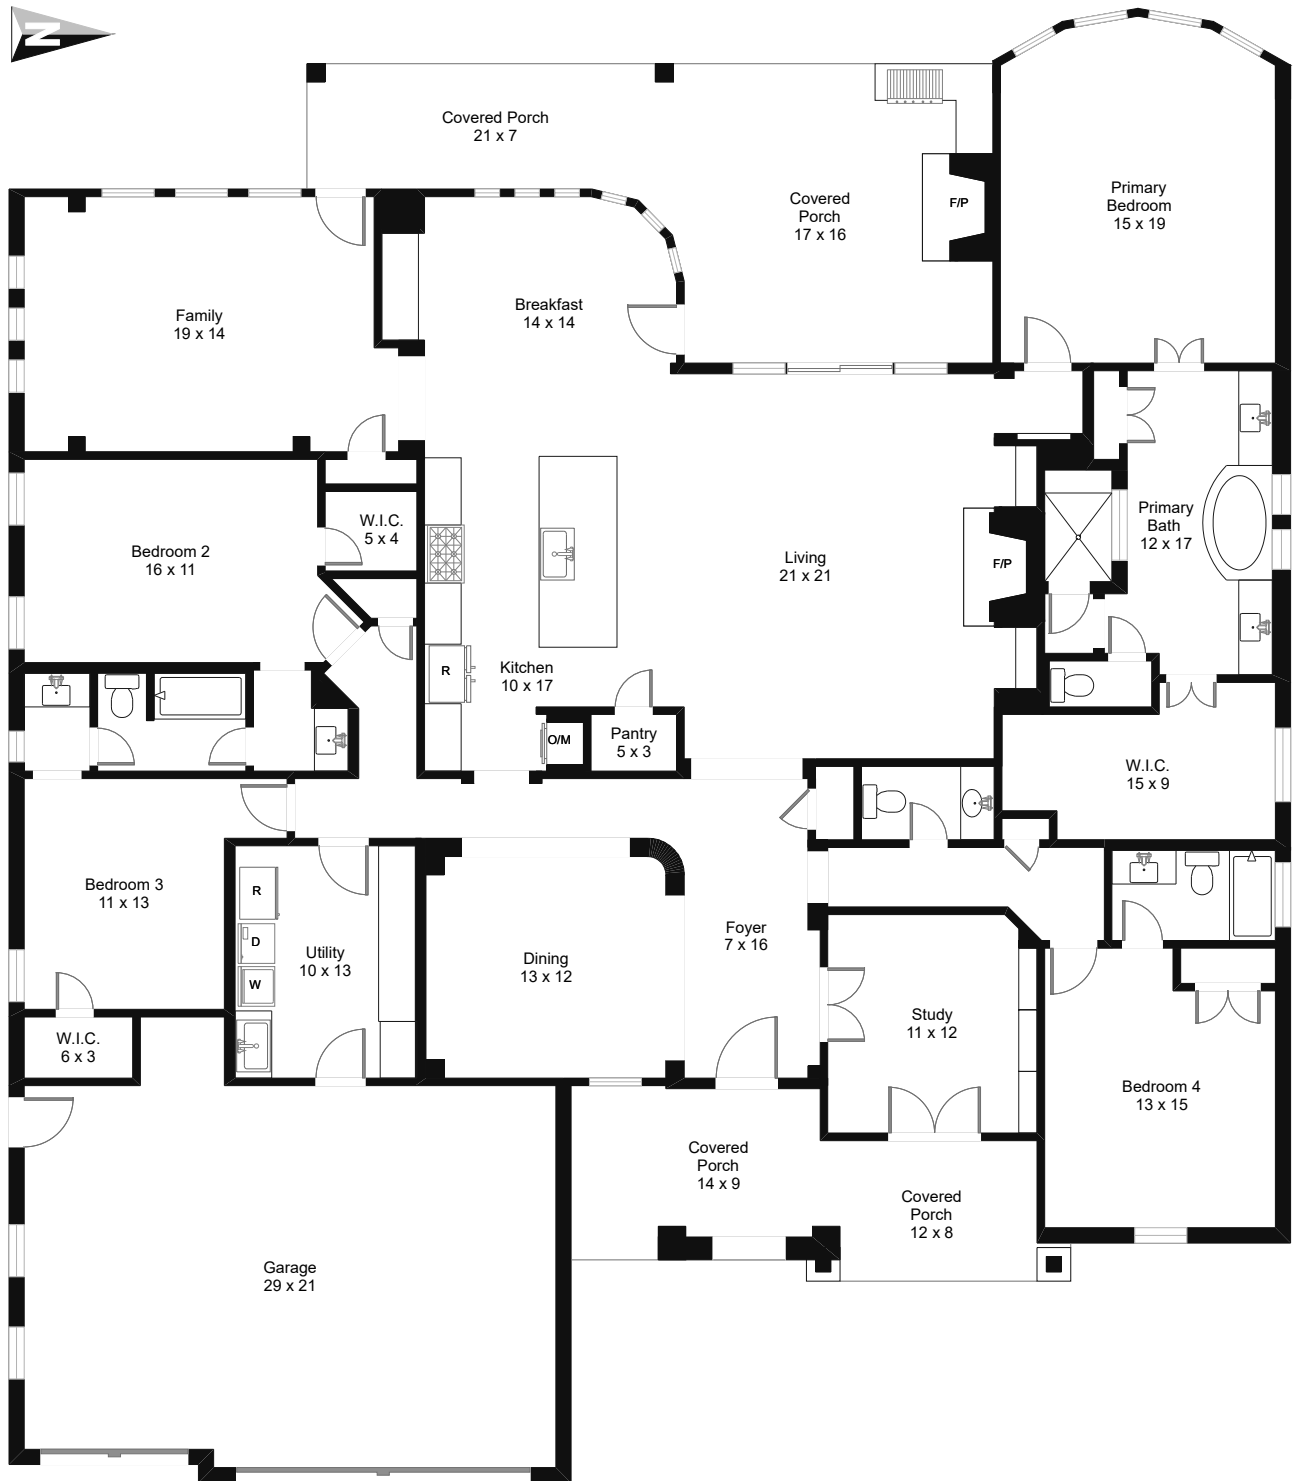 N
Covered Porch
21 x 7
Covered
Porch
17 x 16
F/P
Primary
Bedroom
15 x 19
Family
19 x 14
Breakfast
14 x 14
W.I.C.
5 x 4
Bedroom 2
16 x 11
Living
21 x 21
F/P
Primary
Bath
12 x 17
R
Kitchen
10 x 17
O/M
Pantry
5 x 3
W.I.C.
15 x 9
Bedroom 3
11 x 13
R
D
W
Utility
10 x 13
Dining
13 x 12
Foyer
7 x 16
Study
11 x 12
W.I.C.
6 x 3
Bedroom 4
13 x 15
Covered
Porch
14 x 9
Covered
Porch
12 x 8
Garage
29 x 21